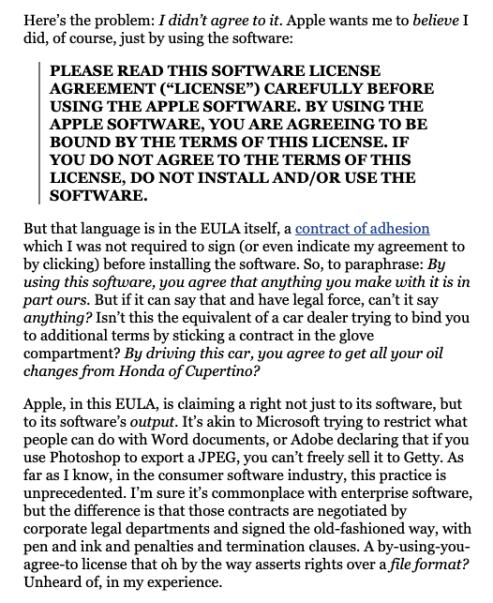 Here’s the problem: I didn’t agree to it. Apple wants me to believe I
did, of course, just by using the software:
PLEASE READ THIS SOFTWARE LICENSE
AGREEMENT (“LICENSE”) CAREFULLY BEFORE
USING THE APPLE SOFTWARE. BY USING THE
APPLE SOFTWARE, YOU ARE AGREEING TO BE
BOUND BY THE TERMS OF THIS LICENSE. IF
YOU DO NOT AGREE TO THE TERMS OF THIS
LICENSE, DO NOT INSTALL AND/OR USE THE
SOFTWARE.
But that language is in the EULA itself, a contract of adhesion
which I was not required to sign (or even indicate my agreement to
by clicking) before installing the software. So, to paraphrase: By
using this software, you agree that anything you make with it is in
part ours. But if it can say that and have legal force, can’t it say
anything? Isn’t this the equivalent of a car dealer trying to bind you
to additional terms by sticking a contract in the glove
compartment? By driving this car, you agree to get all your oil
changes from Honda of Cupertino?
Apple, in this EULA, is claiming a right not just to its software, but
to its software’s output. It’s akin to Microsoft trying to restrict what
people can do with Word documents, or Adobe declaring that if you
use Photoshop to export a JPEG, you can’t freely sell it to Getty. As
far as I know, in the consumer software industry, this practice is
unprecedented. I’m sure it’s commonplace with enterprise software,
but the difference is that those contracts are negotiated by
corporate legal departments and signed the old-fashioned way, with
pen and ink and penalties and termination clauses. A by-using-you-
agree-to license that oh by the way asserts rights over a file format?
Unheard of, in my experience.